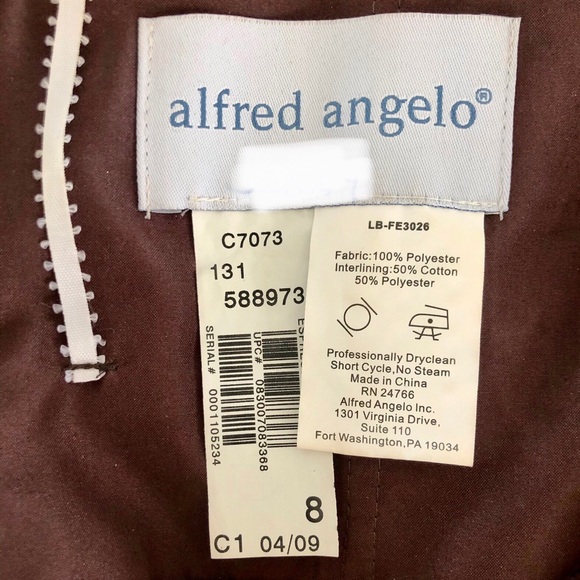 alfred angelo®
C7073
131
588973
SERIAL# 0001105234
UPC# 083007083368
8
C1 04/09
LB-FE3026
Fabric:100% Polyester
Interlining:50% Cotton
50% Polyester
Professionally Dryclean
Short Cycle,No Steam
Made in China
RN 24766
Alfred Angelo Inc.
1301 Virginia Drive,
Suite 110
Fort Washington,PA 19034